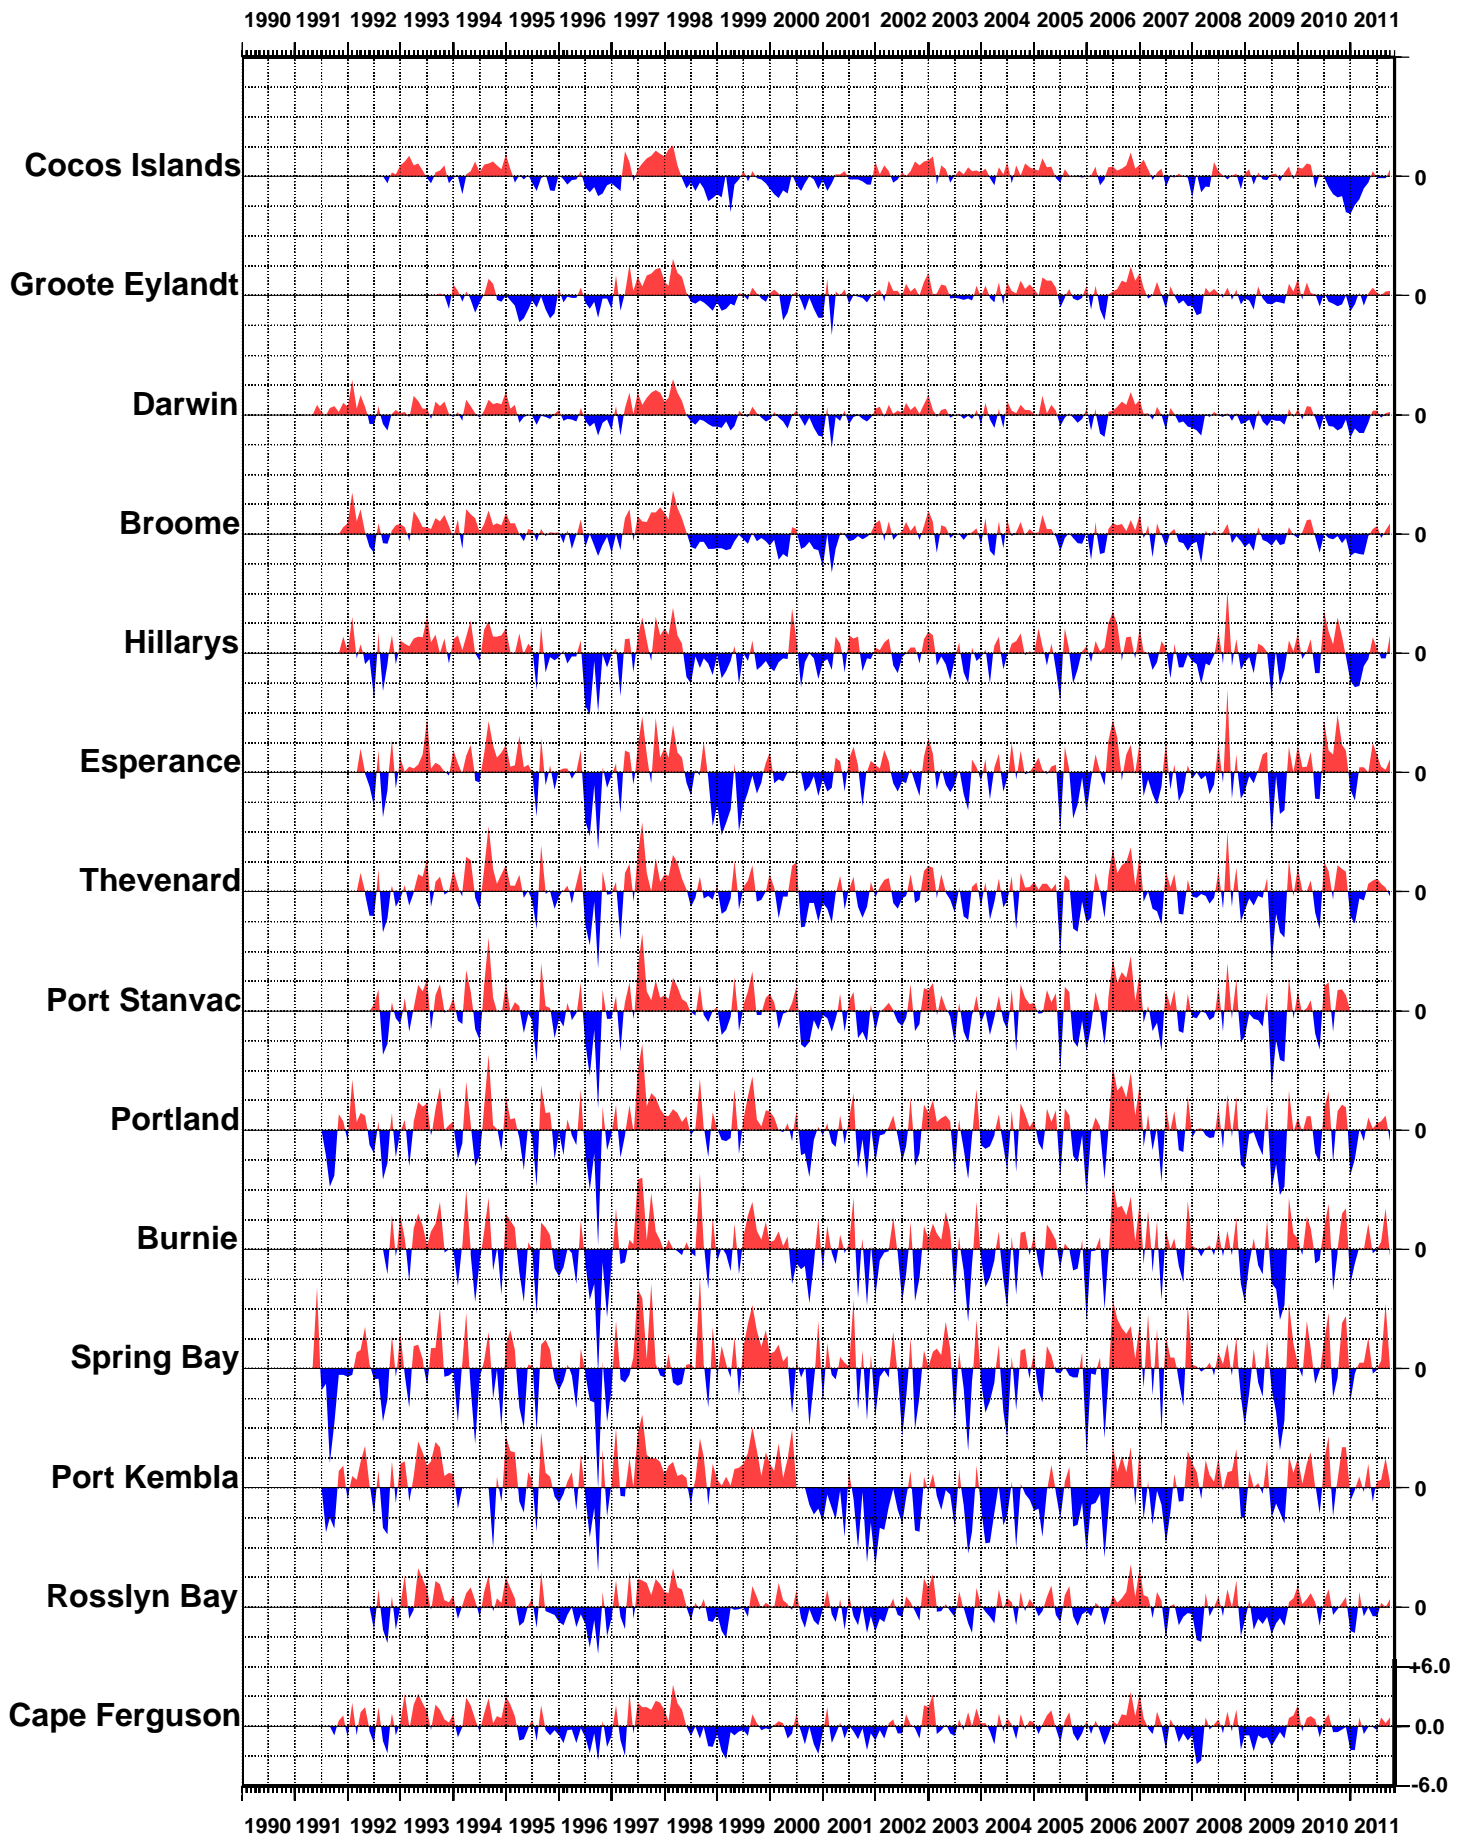 1990 1991 1992 1993 1994 1995 1996 1997 1998 1999 2000 2001 2002 2003 2004 2005 2006 2007 2008 2009 2010 2011
Cocos Islands 0
Groote Eylandt 0
Darwin 0
Broome 0
Hillarys 0
Esperance 0
Thevenard 0
Port Stanvac 0
Portland 0
Burnie 0
Spring Bay 0
Port Kembla 0
Rosslyn Bay 0
+6.0
Cape Ferguson 0.0
-6.0
1990 1991 1992 1993 1994 1995 1996 1997 1998 1999 2000 2001 2002 2003 2004 2005 2006 2007 2008 2009 2010 2011